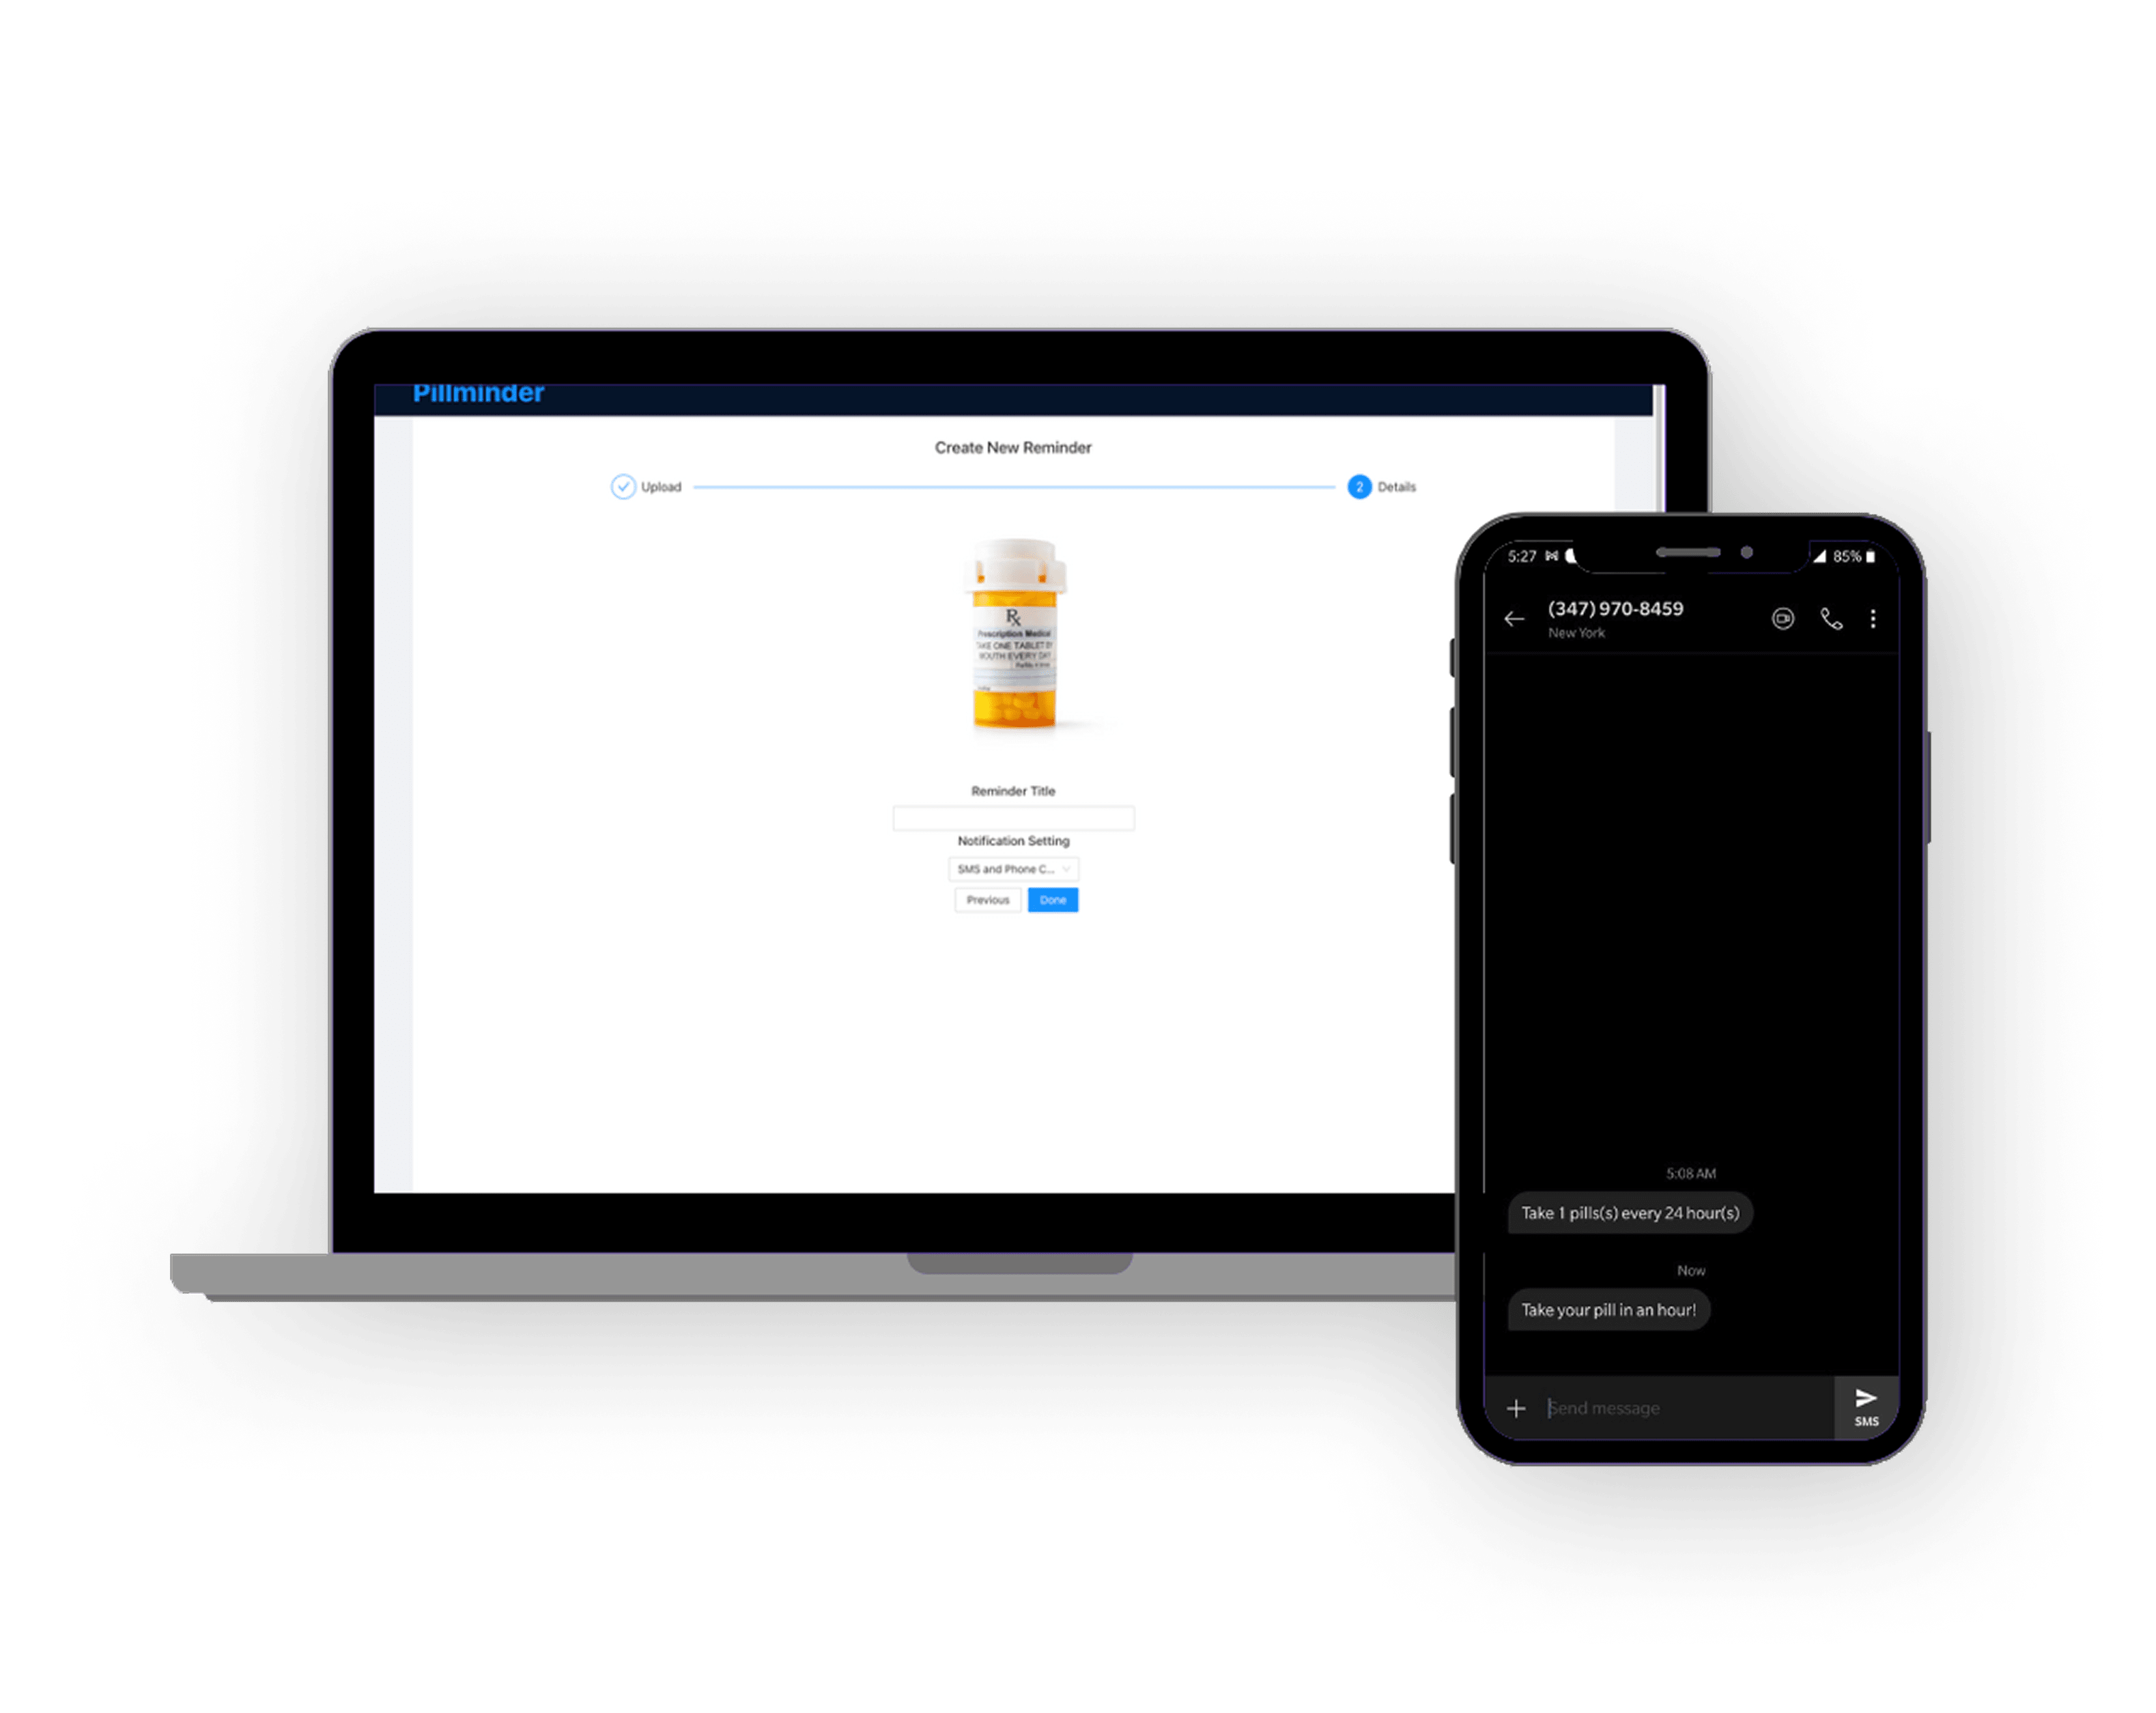 Pillminder
Create New Reminder
Upload
2 Details
Rx
Prescription Medical
TAKE ONE TABLET BY
MOUTH EVERY DAY
Reminder Title
Notification Setting
SMS and Phone C...
Previous Done
5:27 85%
(347) 970-8459
New York
5:08 AM
Take 1 pills(s) every 24 hour(s)
Now
Take your pill in an hour!
Send message
SMS